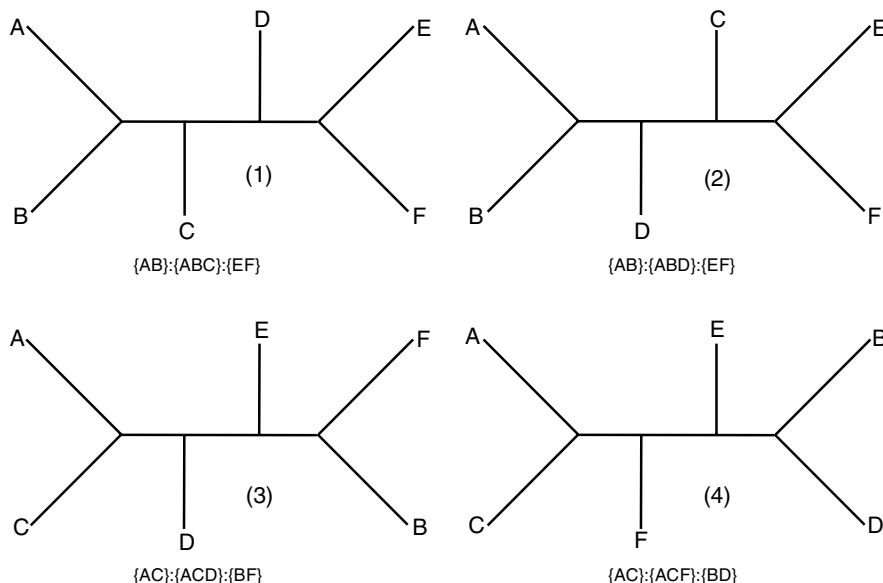 A D E
B C F
(1)
{AB}:{ABC}:{EF}
A C E
B D F
(2)
{AB}:{ABD}:{EF}
A E F
C D B
(3)
{AC}:{ACD}:{BF}
A E B
C F D
(4)
{AC}:{ACF}:{BD}